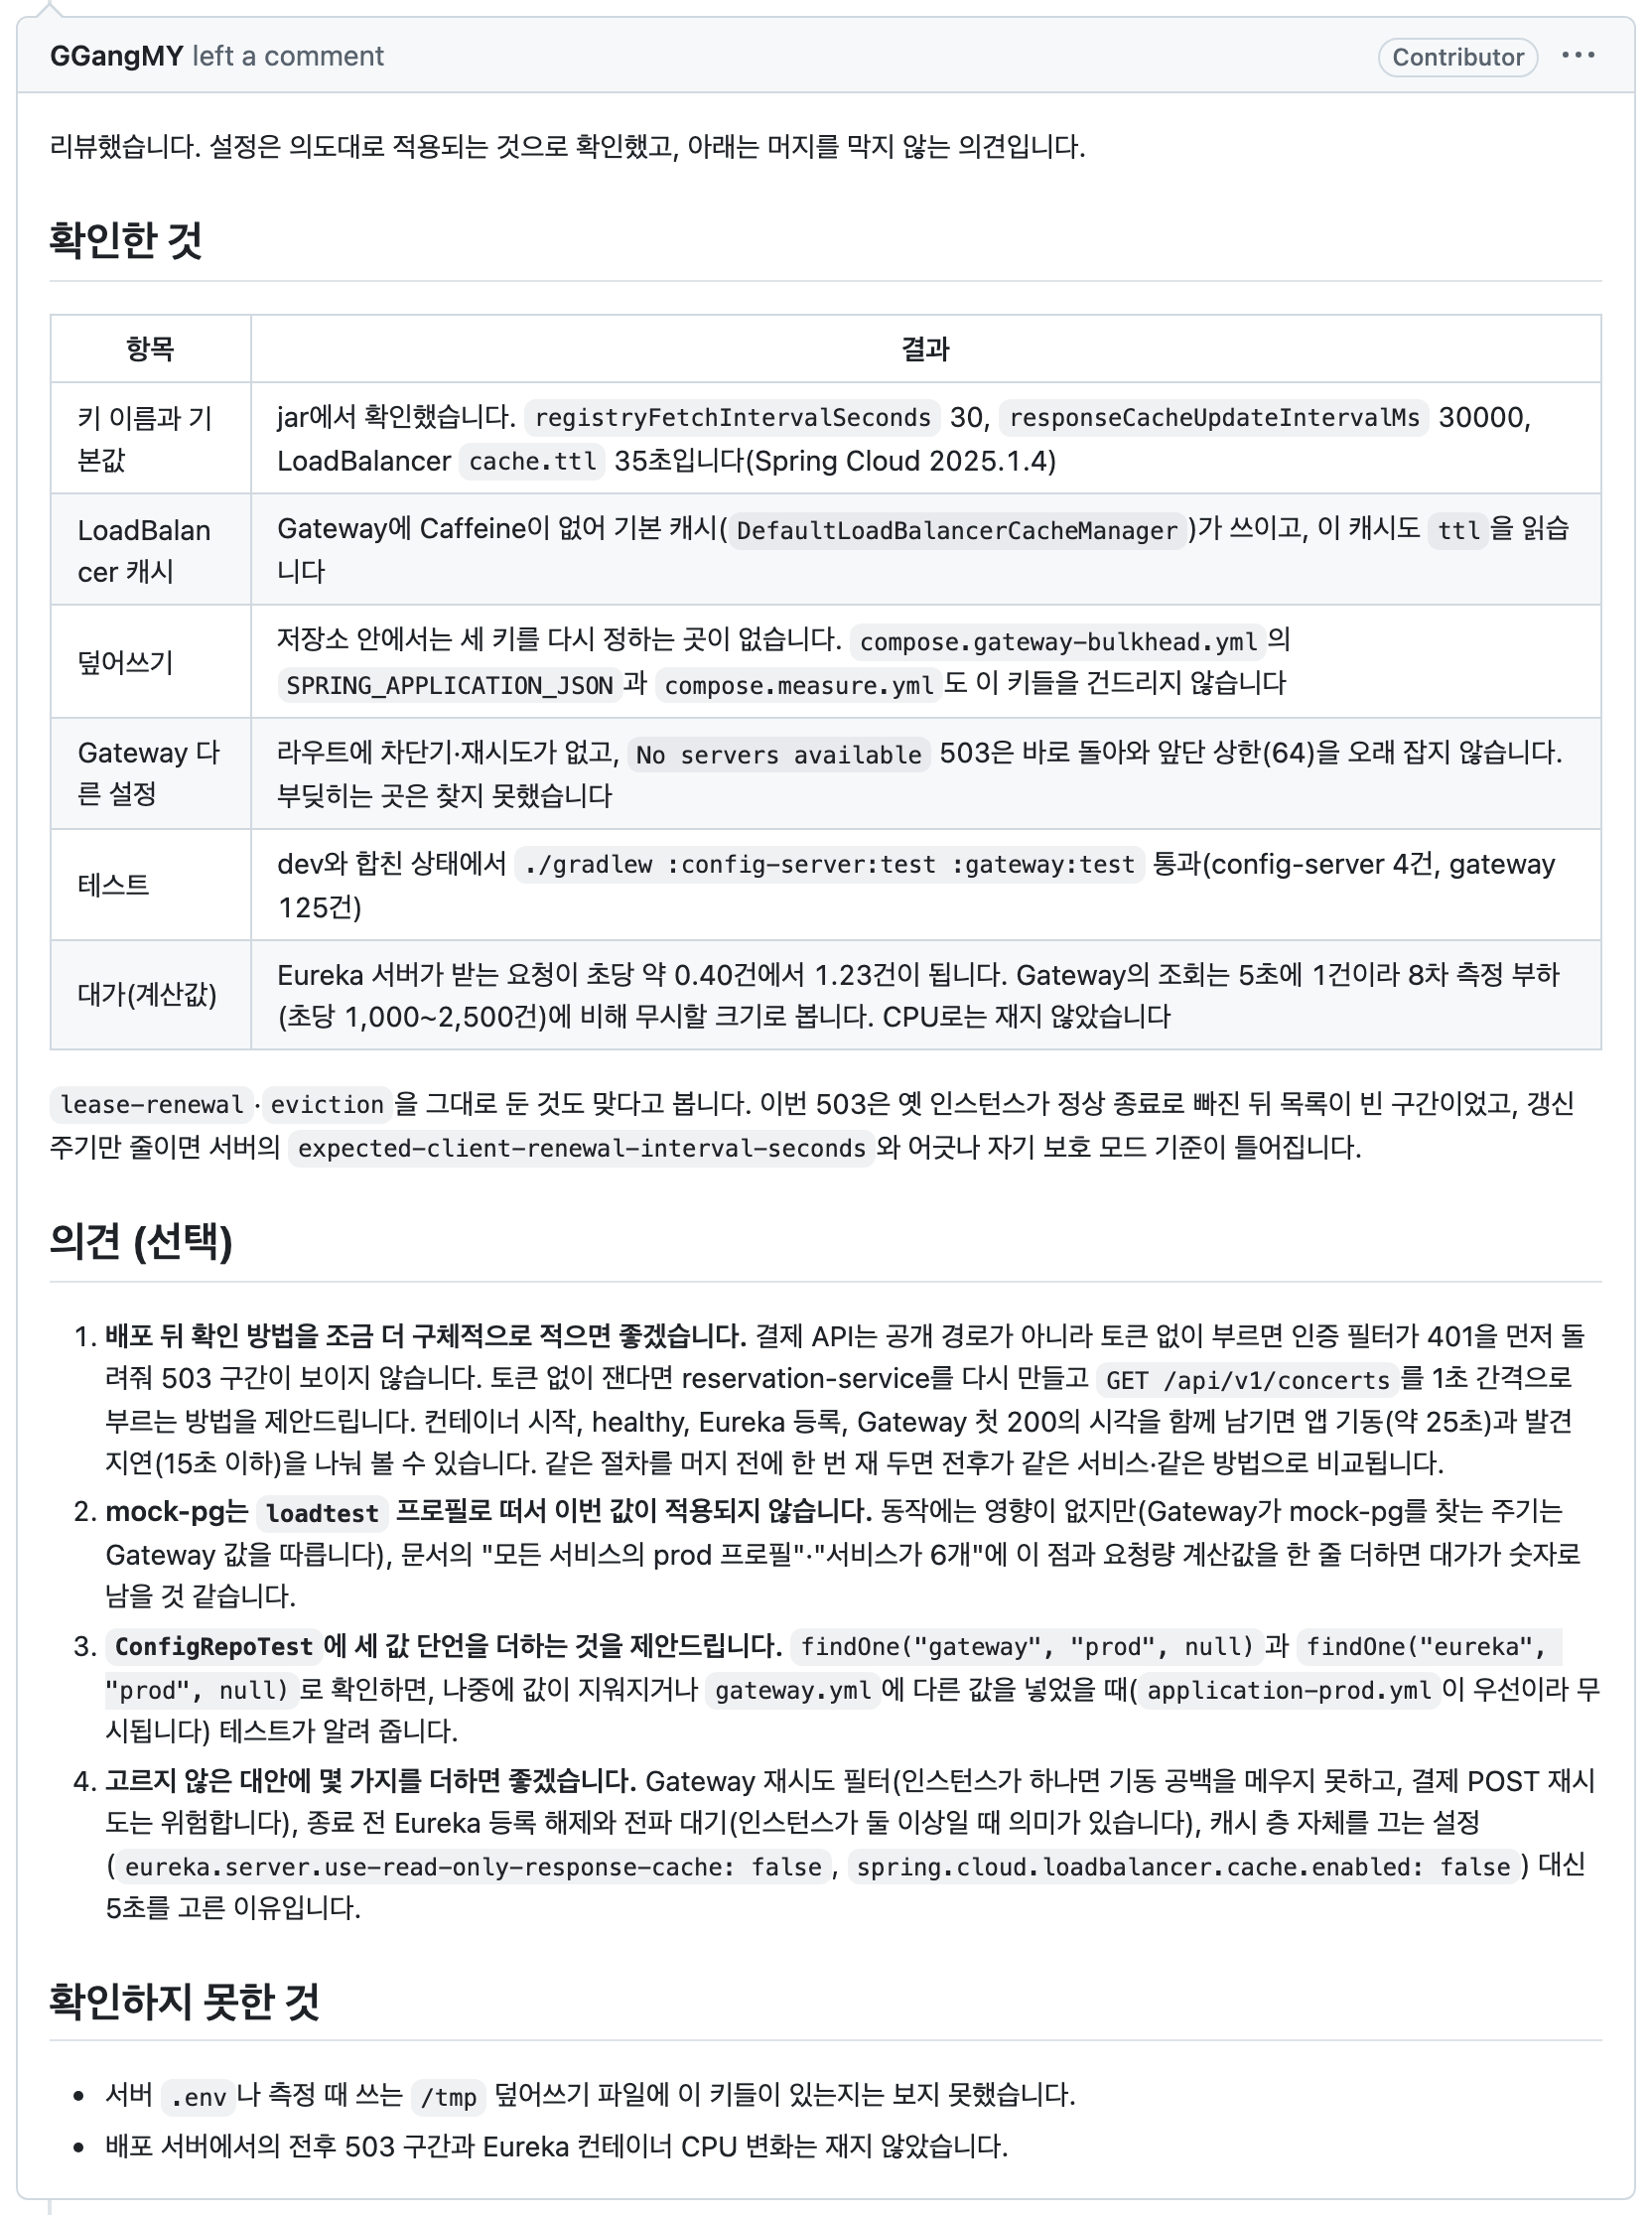 GGangMY left a comment
Contributor
리뷰했습니다. 설정은 의도대로 적용되는 것으로 확인했고, 아래는 머지를 막지 않는 의견입니다.
확인한 것
항목
결과
키 이름과 기
본값
jar에서 확인했습니다. registryFetchIntervalSeconds 30, responseCacheUpdateIntervalMs 30000,
LoadBalancer cache.ttl 35초입니다(Spring Cloud 2025.1.4)
LoadBalan
cer 캐시
Gateway에 Caffeine이 없어 기본 캐시(DefaultLoadBalancerCacheManager)가 쓰이고, 이 캐시도 ttl을 읽습
니다
덮어쓰기
저장소 안에서는 세 키를 다시 정하는 곳이 없습니다. compose.gateway-bulkhead.yml의
SPRING_APPLICATION_JSON과 compose.measure.yml도 이 키들을 건드리지 않습니다
Gateway 다
른 설정
라우트에 차단기·재시도가 없고, No servers available 503은 바로 돌아와 앞단 상한(64)을 오래 잡지 않습니다.
부딪히는 곳은 찾지 못했습니다
테스트
dev와 합친 상태에서 ./gradlew :config-server:test :gateway:test 통과(config-server 4건, gateway
125건)
대가(계산값)
Eureka 서버가 받는 요청이 초당 약 0.40건에서 1.23건이 됩니다. Gateway의 조회는 5초에 1건이라 8차 측정 부하
(초당 1,000~2,500건)에 비해 무시할 크기로 봅니다. CPU로는 재지 않았습니다
lease-renewal·eviction을 그대로 둔 것도 맞다고 봅니다. 이번 503은 옛 인스턴스가 정상 종료로 빠진 뒤 목록이 빈 구간이었고, 갱신
주기만 줄이면 서버의 expected-client-renewal-interval-seconds와 어긋나 자기 보호 모드 기준이 틀어집니다.
의견 (선택)
1. 배포 뒤 확인 방법을 조금 더 구체적으로 적으면 좋겠습니다. 결제 API는 공개 경로가 아니라 토큰 없이 부르면 인증 필터가 401을 먼저 돌
려줘 503 구간이 보이지 않습니다. 토큰 없이 잰다면 reservation-service를 다시 만들고 GET /api/v1/concerts를 1초 간격으로
부르는 방법을 제안드립니다. 컨테이너 시작, healthy, Eureka 등록, Gateway 첫 200의 시각을 함께 남기면 앱 기동(약 25초)과 발견
지연(15초 이하)을 나눠 볼 수 있습니다. 같은 절차를 머지 전에 한 번 재 두면 전후가 같은 서비스·같은 방법으로 비교됩니다.
2. mock-pg는 loadtest 프로필로 떠서 이번 값이 적용되지 않습니다. 동작에는 영향이 없지만(Gateway가 mock-pg를 찾는 주기는
Gateway 값을 따릅니다), 문서의 "모든 서비스의 prod 프로필"·"서비스가 6개"에 이 점과 요청량 계산값을 한 줄 더하면 대가가 숫자로
남을 것 같습니다.
3. ConfigRepoTest에 세 값 단언을 더하는 것을 제안드립니다. findOne("gateway", "prod", null)과 findOne("eureka",
"prod", null)로 확인하면, 나중에 값이 지워지거나 gateway.yml에 다른 값을 넣었을 때(application-prod.yml이 우선이라 무
시됩니다) 테스트가 알려 줍니다.
4. 고르지 않은 대안에 몇 가지를 더하면 좋겠습니다. Gateway 재시도 필터(인스턴스가 하나면 기동 공백을 메우지 못하고, 결제 POST 재시
도는 위험합니다), 종료 전 Eureka 등록 해제와 전파 대기(인스턴스가 둘 이상일 때 의미가 있습니다), 캐시 층 자체를 끄는 설정
(eureka.server.use-read-only-response-cache: false, spring.cloud.loadbalancer.cache.enabled: false) 대신
5초를 고른 이유입니다.
확인하지 못한 것
• 서버 .env나 측정 때 쓰는 /tmp 덮어쓰기 파일에 이 키들이 있는지는 보지 못했습니다.
• 배포 서버에서의 전후 503 구간과 Eureka 컨테이너 CPU 변화는 재지 않았습니다.